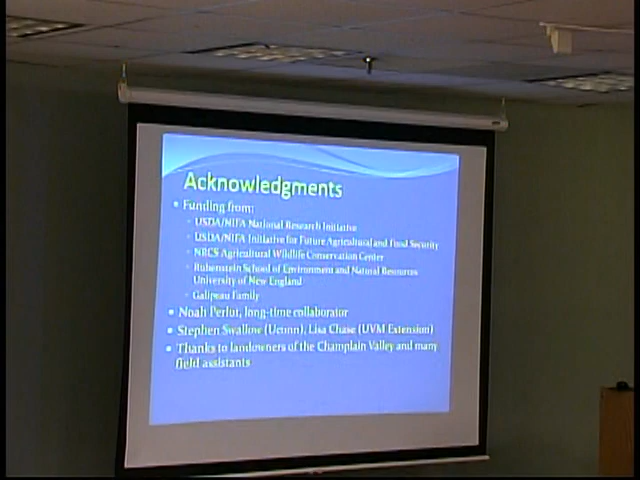 Acknowledgments
Funding from:
USDA/NIFA National Research Initiative
USDA/NIFA Initiative for Future Agricultural and Food Security
NRCS Agricultural Wildlife Conservation Center
Rubenstein School of Environment and Natural Resources
University of New England
Galipeau Family
Noah Perlut, long-time collaborator
Stephen Swallow (Uconn), Lisa Chase (UVM Extension)
Thanks to landowners of the Champlain Valley and many
field assistants